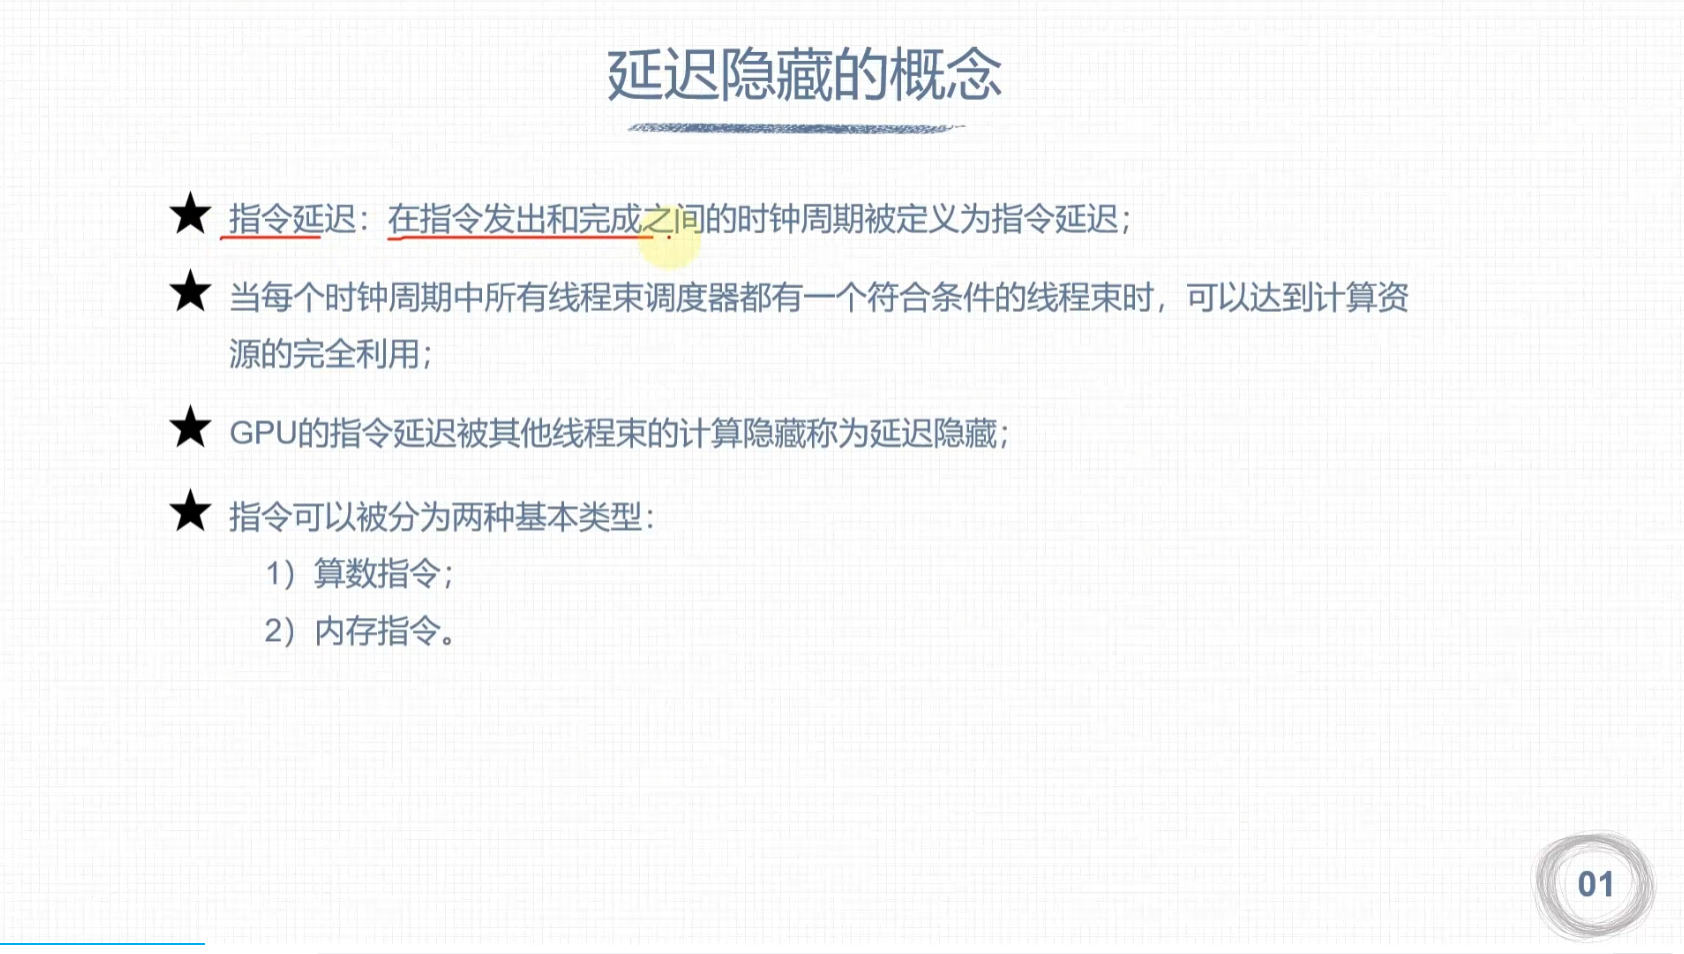 延迟隐藏的概念
★ 指令延迟：在指令发出和完成之间的时钟周期被定义为指令延迟；
★ 当每个时钟周期中所有线程束调度器都有一个符合条件的线程束时，可以达到计算资
源的完全利用；
★ GPU的指令延迟被其他线程束的计算隐藏称为延迟隐藏；
★ 指令可以被分为两种基本类型：
1）算数指令；
2）内存指令。
01